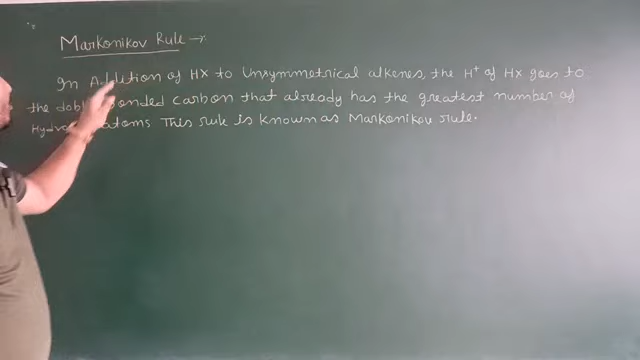 Markonikov Rule →:
In Addition of HX to Unsymmetrical alkenes, the H+ of HX goes to
the doble bonded carbon that already has the greatest number of
atoms This rule is known as Markonikov rule.